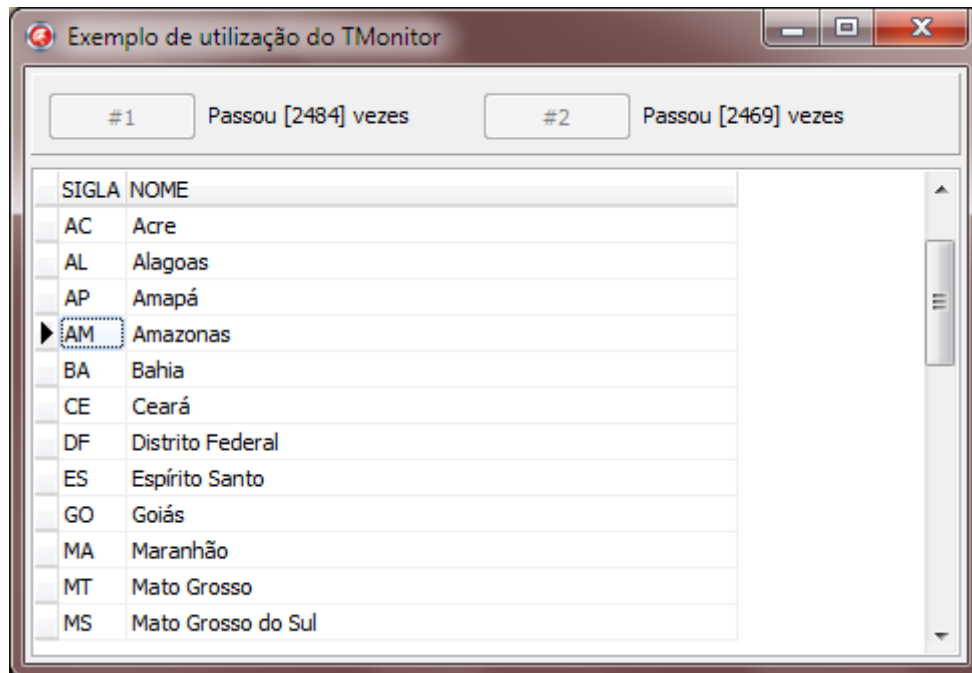 Exemplo de utilização do TMonitor
#1 Passou [2484] vezes #2 Passou [2469] vezes
SIGLA NOME
AC Acre
AL Alagoas
AP Amapá
AM Amazonas
BA Bahia
CE Ceará
DF Distrito Federal
ES Espírito Santo
GO Goiás
MA Maranhão
MT Mato Grosso
MS Mato Grosso do Sul